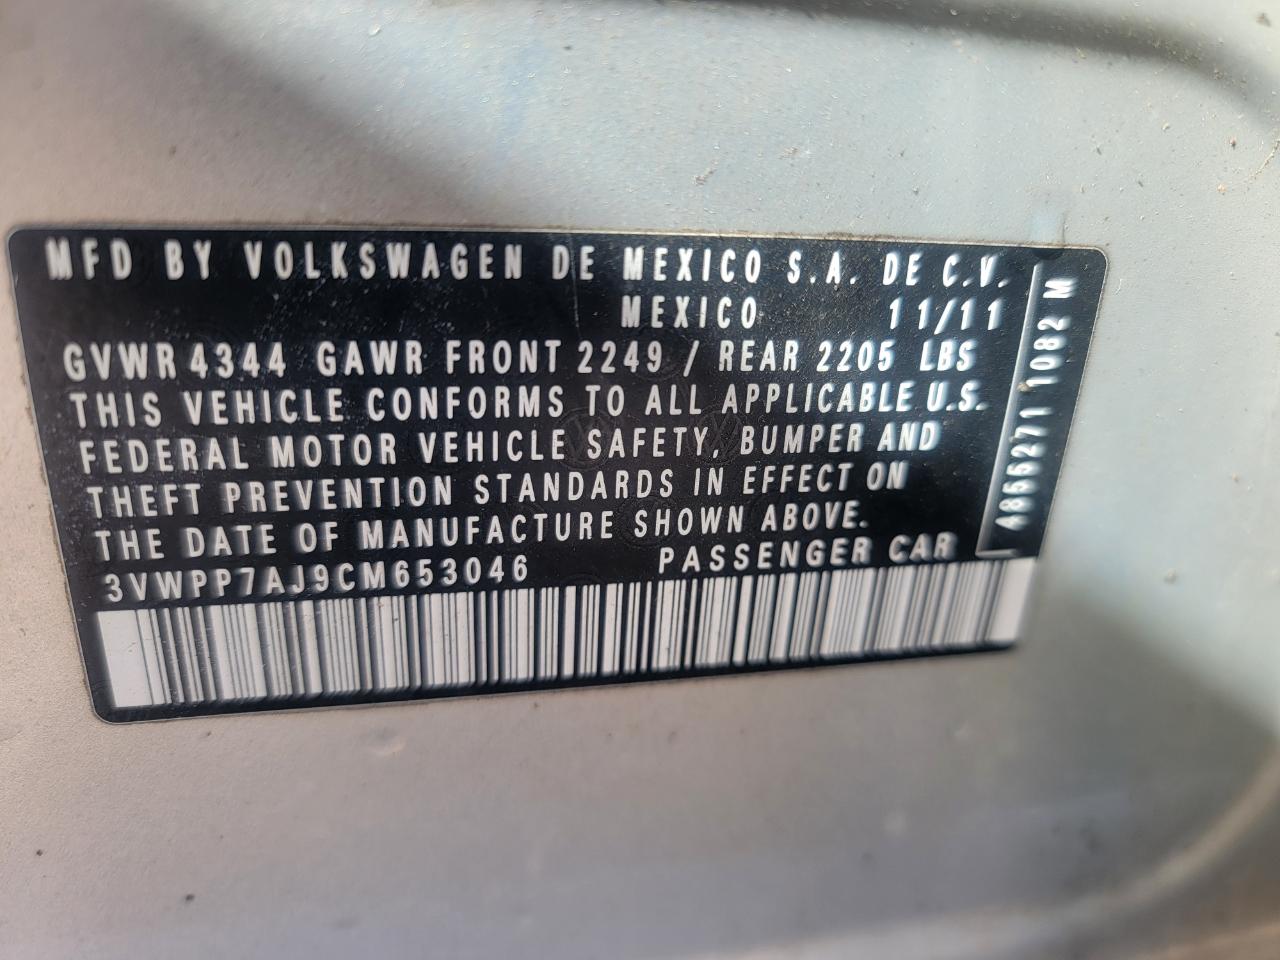 MFD BY VOLKSWAGEN DE MEXICO S.A. DE C.V.
MEXICO 11/11
GVWR 4344 GAWR FRONT 2249 / REAR 2205 LBS
THIS VEHICLE CONFORMS TO ALL APPLICABLE U.S.
FEDERAL MOTOR VEHICLE SAFETY, BUMPER AND
THEFT PREVENTION STANDARDS IN EFFECT ON
THE DATE OF MANUFACTURE SHOWN ABOVE.
3VWPP7AJ9CM653046 PASSENGER CAR
4855271 1082 M